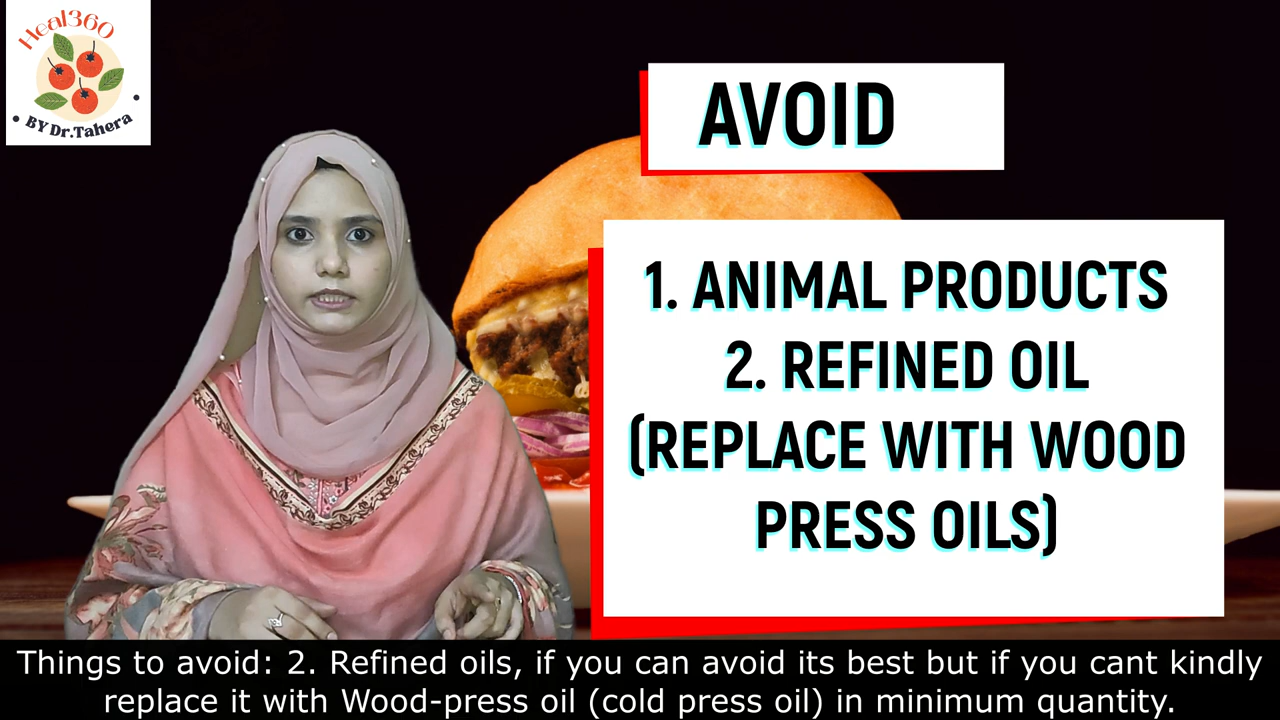 Heal360
BY Dr.Tahera
AVOID
1. ANIMAL PRODUCTS
2. REFINED OIL
(REPLACE WITH WOOD
PRESS OILS)
Things to avoid: 2. Refined oils, if you can avoid its best but if you cant kindly
replace it with Wood-press oil (cold press oil) in minimum quantity.